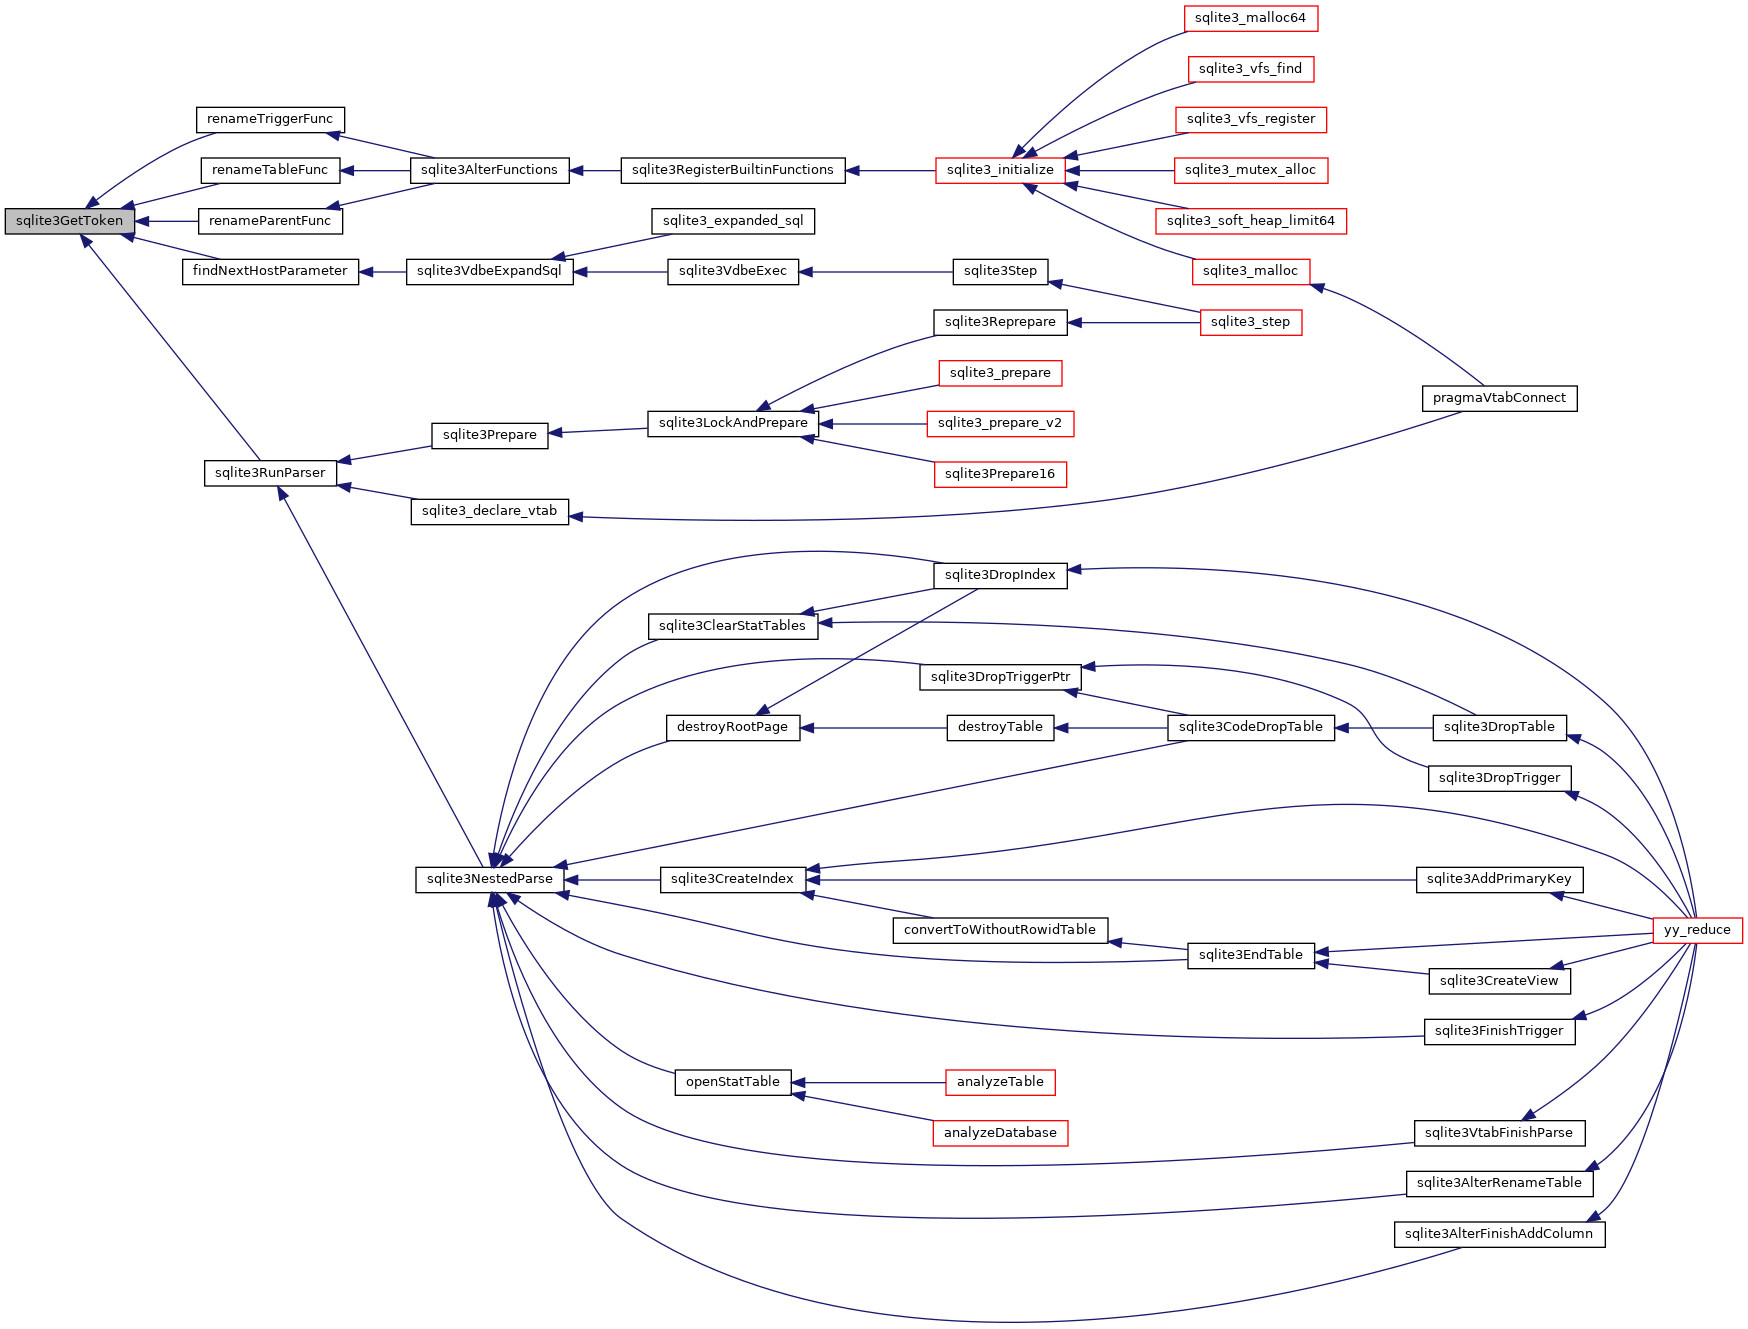 sqlite3_malloc64
sqlite3_vfs_find
renameTriggerFunc
sqlite3_vfs_register
renameTableFunc
sqlite3AlterFunctions
sqlite3RegisterBuiltinFunctions
sqlite3_initialize
sqlite3_mutex_alloc
sqlite3GetToken
renameParentFunc
sqlite3_expanded_sql
sqlite3_soft_heap_limit64
findNextHostParameter
sqlite3VdbeExpandSql
sqlite3VdbeExec
sqlite3Step
sqlite3_malloc
sqlite3Reprepare
sqlite3_step
sqlite3_prepare
pragmaVtabConnect
sqlite3Prepare
sqlite3LockAndPrepare
sqlite3_prepare_v2
sqlite3RunParser
sqlite3Prepare16
sqlite3_declare_vtab
sqlite3DropIndex
sqlite3ClearStatTables
sqlite3DropTriggerPtr
destroyRootPage
destroyTable
sqlite3CodeDropTable
sqlite3DropTable
sqlite3DropTrigger
sqlite3NestedParse
sqlite3CreateIndex
sqlite3AddPrimaryKey
convertToWithoutRowidTable
yy_reduce
sqlite3EndTable
sqlite3CreateView
sqlite3FinishTrigger
openStatTable
analyzeTable
analyzeDatabase
sqlite3VtabFinishParse
sqlite3AlterRenameTable
sqlite3AlterFinishAddColumn